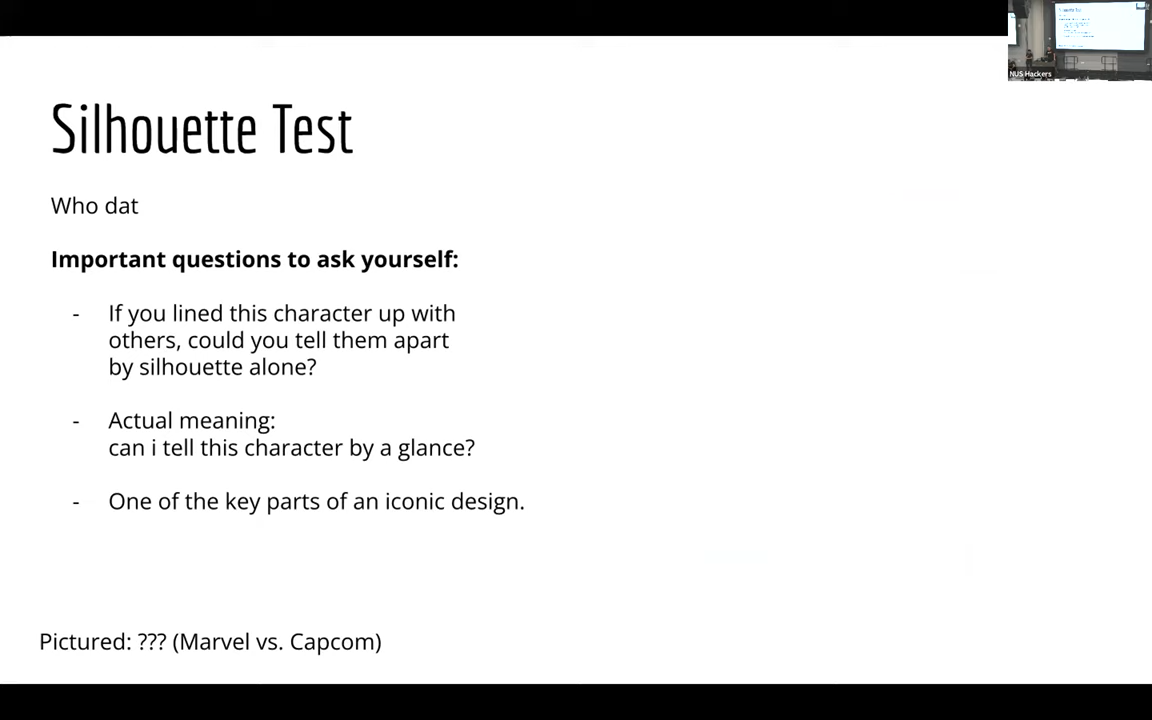 NUS Hackers
Silhouette Test
Who dat
Important questions to ask yourself:
- If you lined this character up with
others, could you tell them apart
by silhouette alone?
- Actual meaning:
can i tell this character by a glance?
- One of the key parts of an iconic design.
Pictured: ??? (Marvel vs. Capcom)